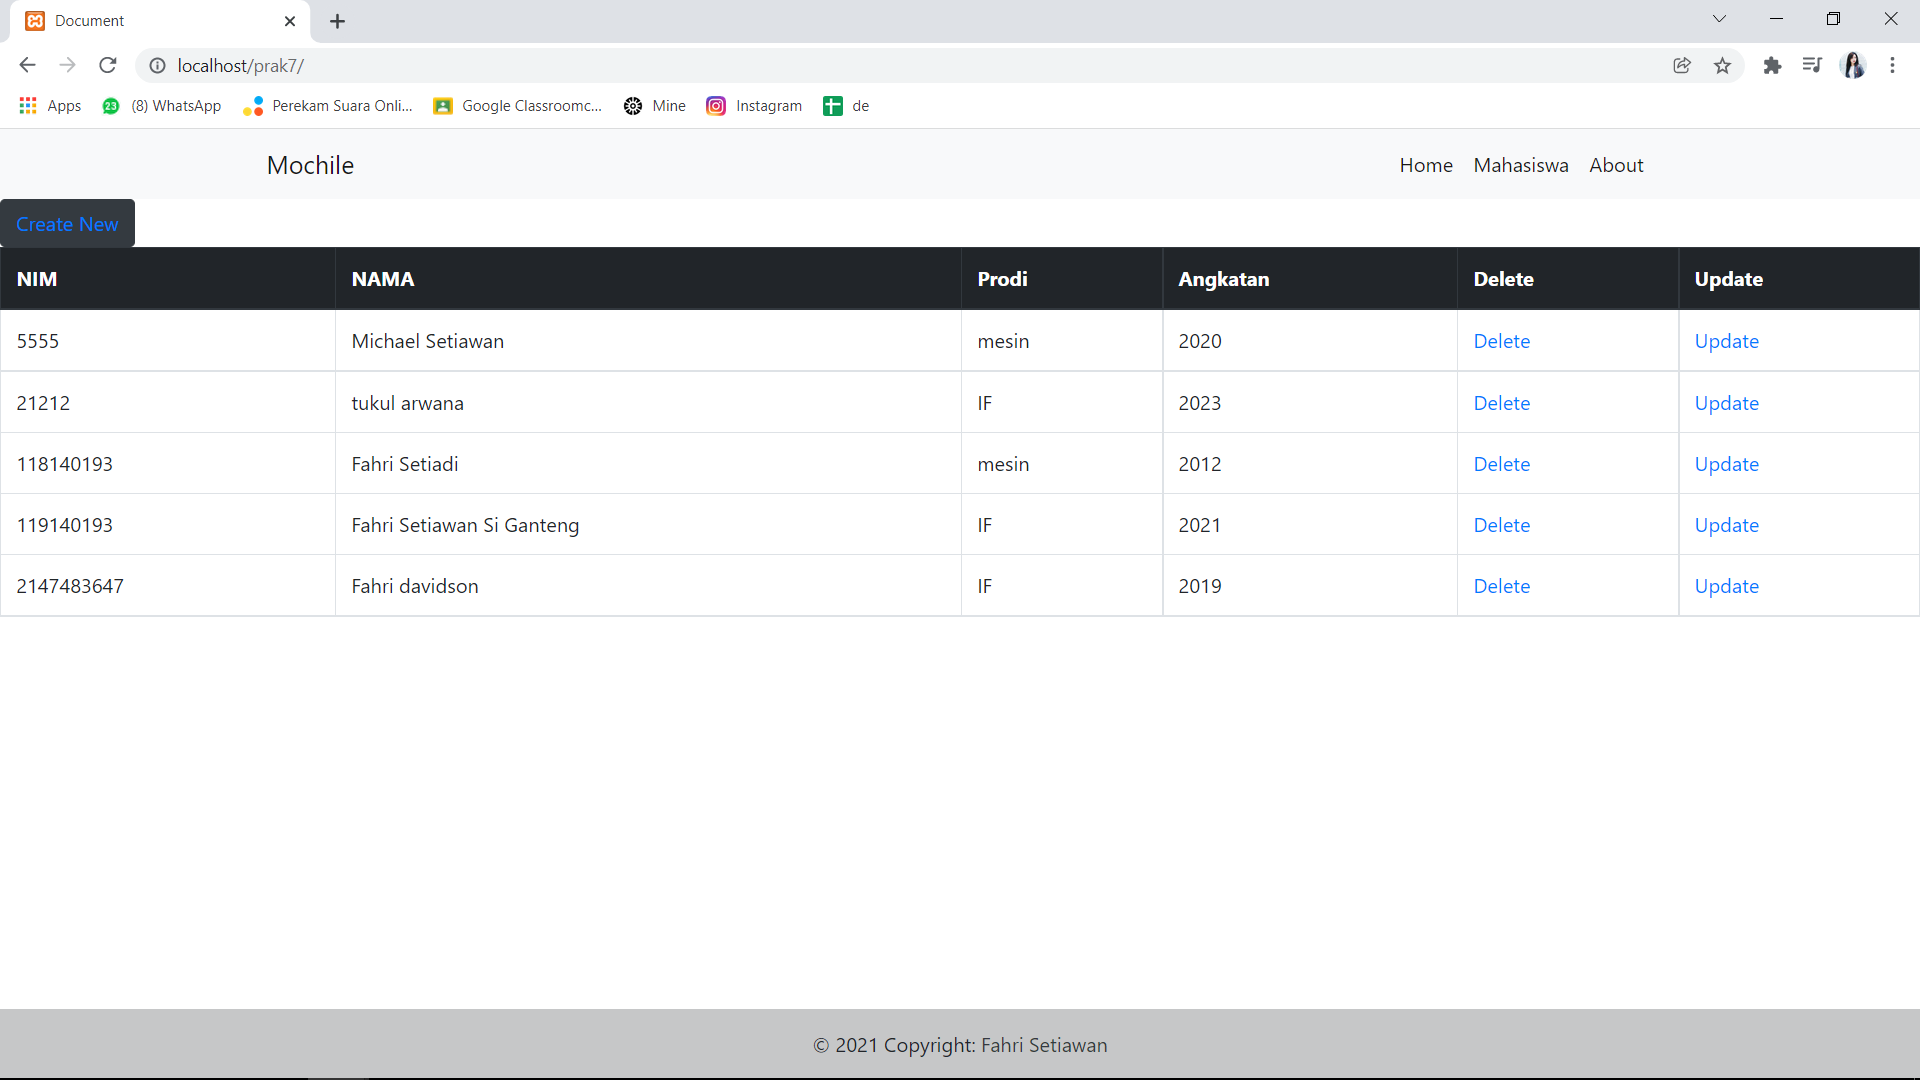 Document
localhost/prak7/
Apps 23 (8) WhatsApp Perekam Suara Onli... Google Classroomc... Mine Instagram de
Mochile Home Mahasiswa About
Create New
NIM NAMA Prodi Angkatan Delete Update
5555 Michael Setiawan mesin 2020 Delete Update
21212 tukul arwana IF 2023 Delete Update
118140193 Fahri Setiadi mesin 2012 Delete Update
119140193 Fahri Setiawan Si Ganteng IF 2021 Delete Update
2147483647 Fahri davidson IF 2019 Delete Update
© 2021 Copyright: Fahri Setiawan